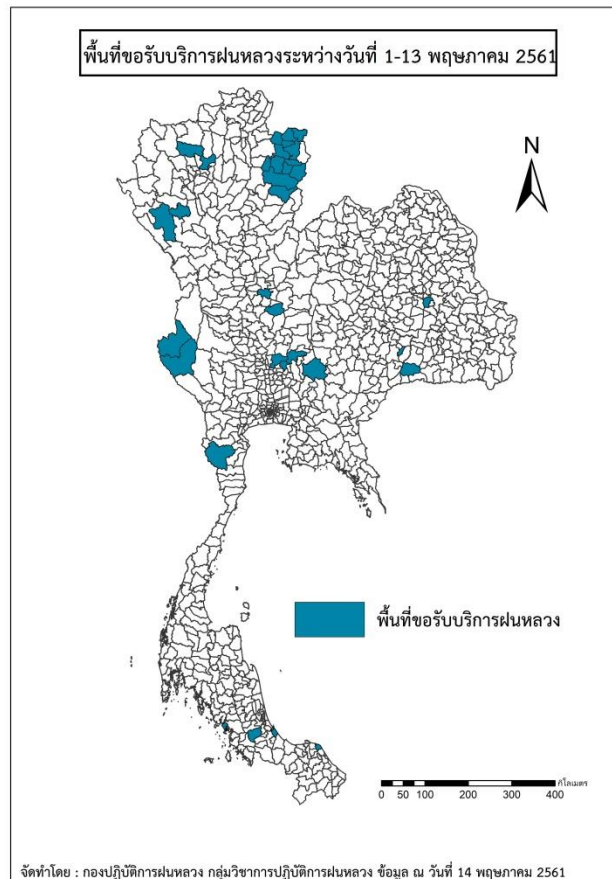 พื้นที่ขอรับบริการฝนหลวงระหว่างวันที่ 1-13 พฤษภาคม 2561
N
พื้นที่ขอรับบริการฝนหลวง
กิโลเมตร
0 50 100 200 300 400
จัดทำโดย : กองปฏิบัติการฝนหลวง กลุ่มวิชาการปฏิบัติการฝนหลวง ข้อมูล ณ วันที่ 14 พฤษภาคม 2561